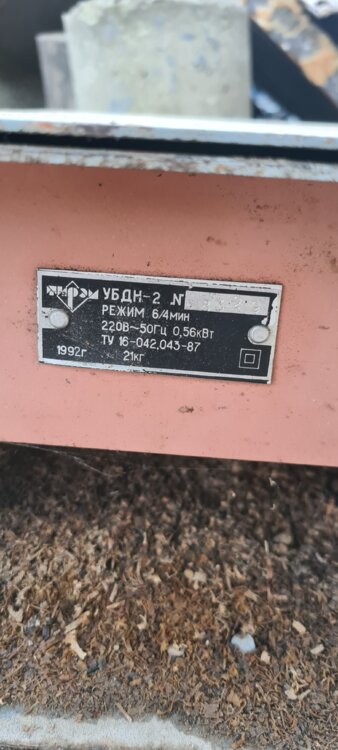 УБДН-2 №
РЕЖИМ 6/4мин
220В~50Гц 0,56кВт
ТУ 16-042,043-87
1992г 21кг